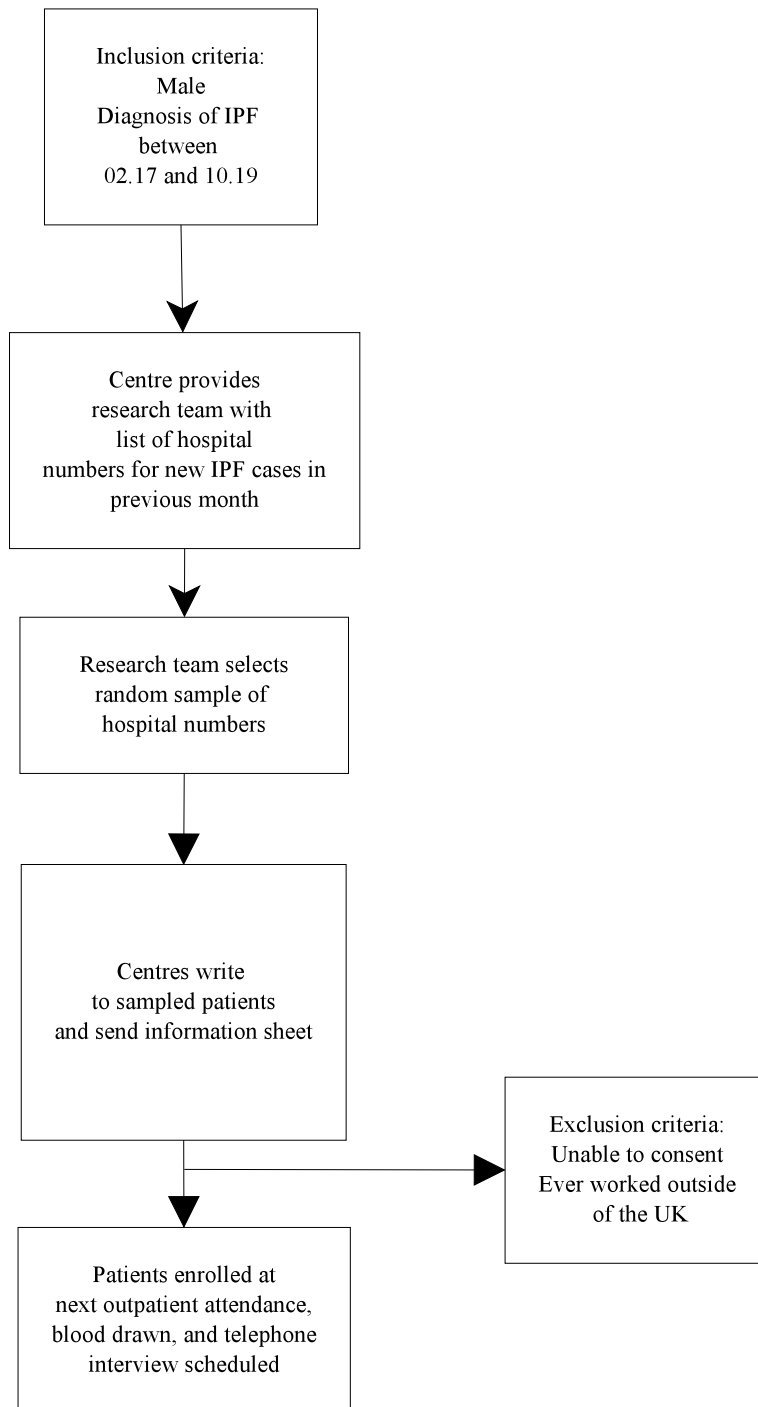 Inclusion criteria:
Male
Diagnosis of IPF
between
02.17 and 10.19
Centre provides
research team with
list of hospital
numbers for new IPF cases in
previous month
Research team selects
random sample of
hospital numbers
Centres write
to sampled patients
and send information sheet
Exclusion criteria:
Unable to consent
Ever worked outside
of the UK
Patients enrolled at
next outpatient attendance,
blood drawn, and telephone
interview scheduled